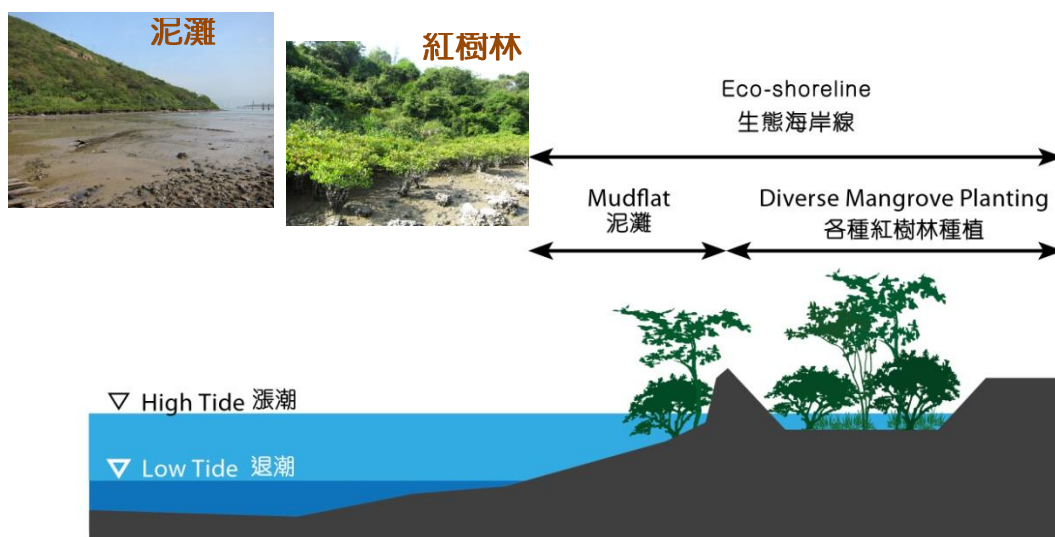 泥灘
紅樹林
Eco-shoreline
生態海岸線
Mudflat
泥灘
Diverse Mangrove Planting
各種紅樹林種植
High Tide 漲潮
Low Tide 退潮